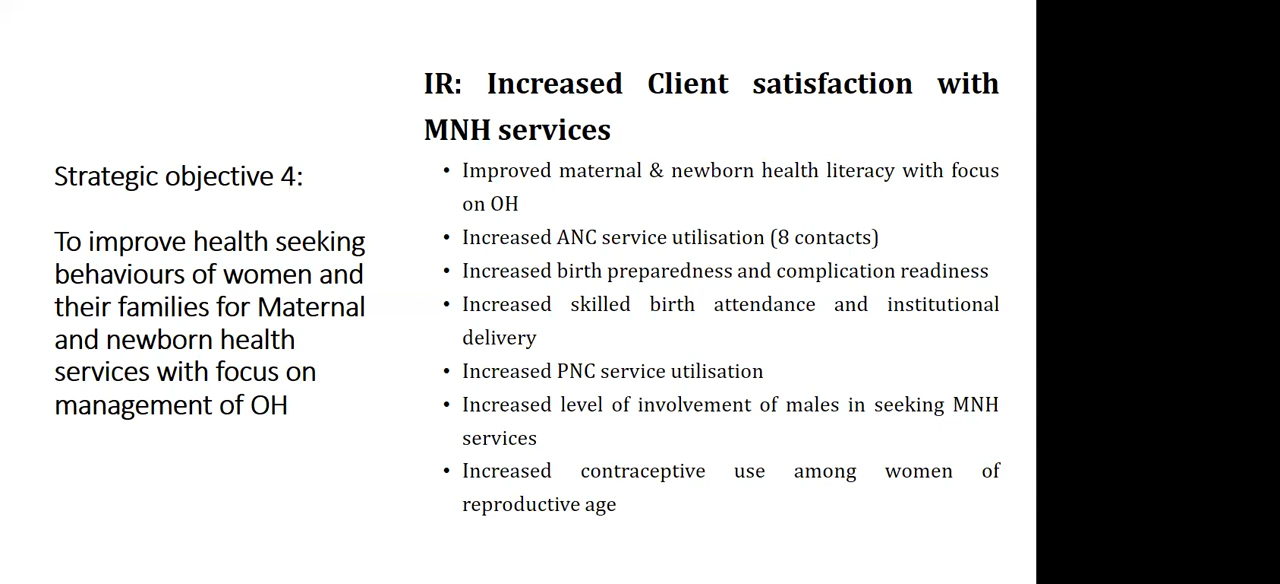 Strategic objective 4:
To improve health seeking
behaviours of women and
their families for Maternal
and newborn health
services with focus on
management of OH
IR: Increased Client satisfaction with
MNH services
• Improved maternal & newborn health literacy with focus
on OH
• Increased ANC service utilisation (8 contacts)
• Increased birth preparedness and complication readiness
• Increased skilled birth attendance and institutional
delivery
• Increased PNC service utilisation
• Increased level of involvement of males in seeking MNH
services
• Increased contraceptive use among women of
reproductive age